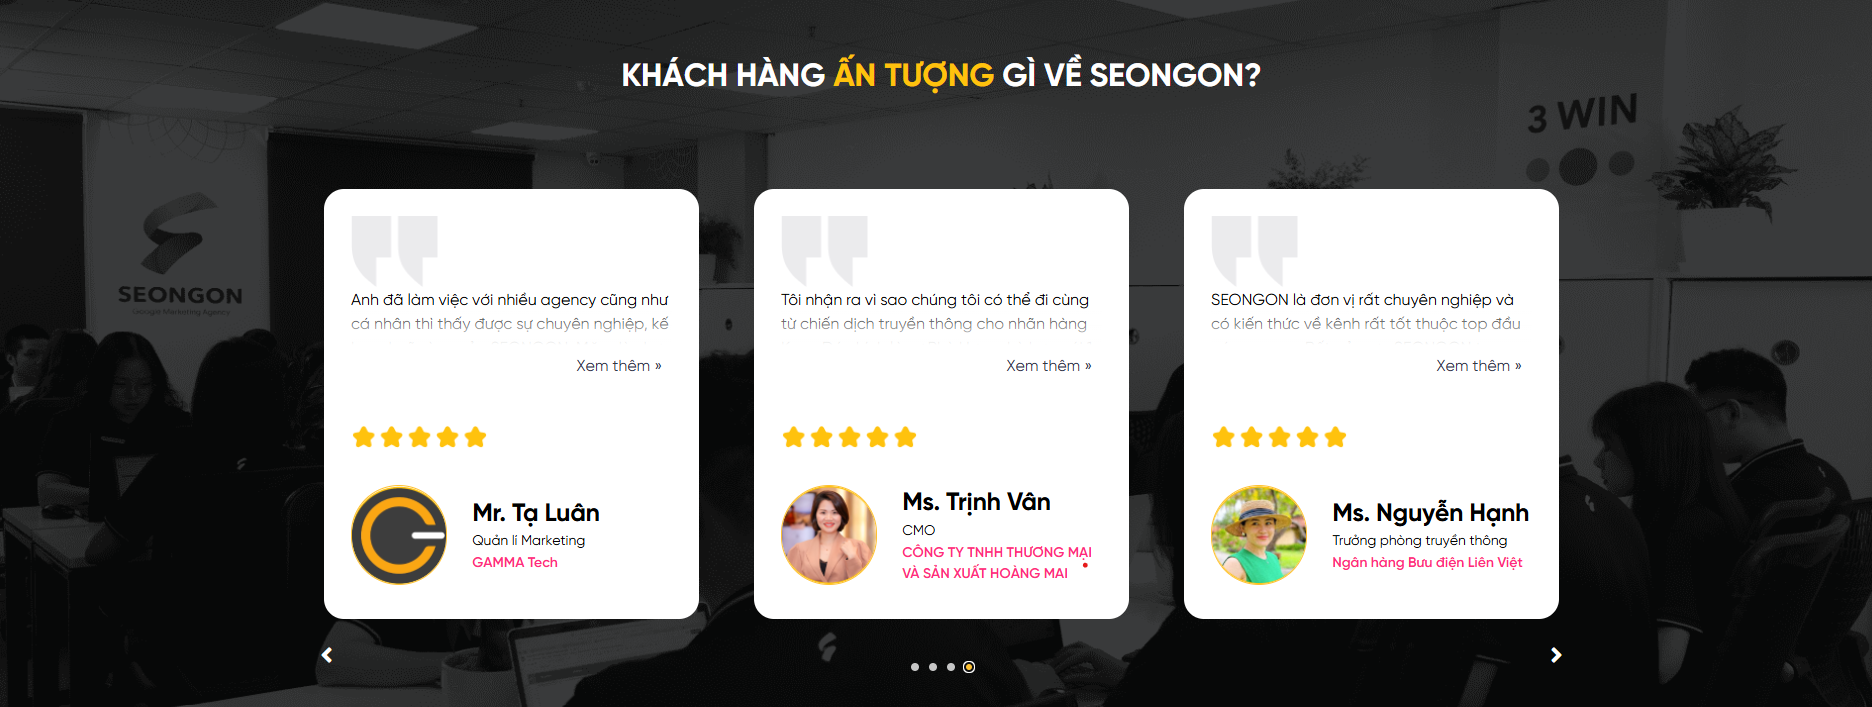 KHÁCH HÀNG ẤN TƯỢNG GÌ VỀ SEONGON?
3 WIN
SEONGON
Google Marketing Agency
Anh đã làm việc với nhiều agency cũng như
cá nhân thì thấy được sự chuyên nghiệp, kế
Xem thêm »
Mr. Tạ Luân
Quản lí Marketing
GAMMA Tech
Tôi nhận ra vì sao chúng tôi có thể đi cùng
từ chiến dịch truyền thông cho nhãn hàng
Xem thêm »
Ms. Trịnh Vân
CMO
CÔNG TY TNHH THƯƠNG MẠI
VÀ SẢN XUẤT HOÀNG MAI
SEONGON là đơn vị rất chuyên nghiệp và
có kiến thức về kênh rất tốt thuộc top đầu
Xem thêm »
Ms. Nguyễn Hạnh
Trưởng phòng truyền thông
Ngân hàng Bưu điện Liên Việt